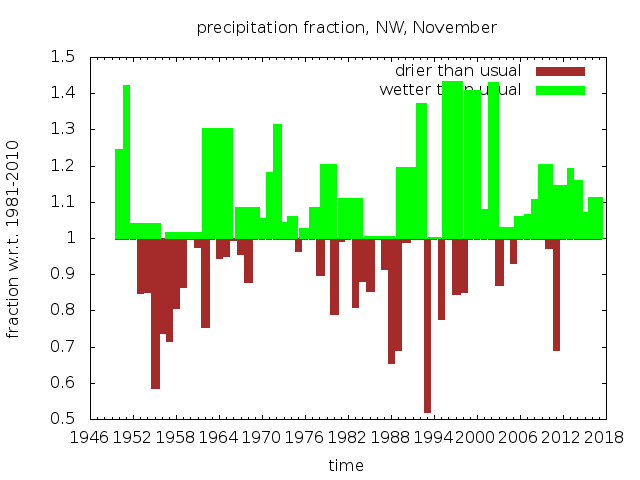 precipitation fraction, NW, November
drier than usual
wetter than usual
fraction w.r.t. 1981-2010
1.5
1.4
1.3
1.2
1.1
1
0.9
0.8
0.7
0.6
0.5
1946 1952 1958 1964 1970 1976 1982 1988 1994 2000 2006 2012 2018
time